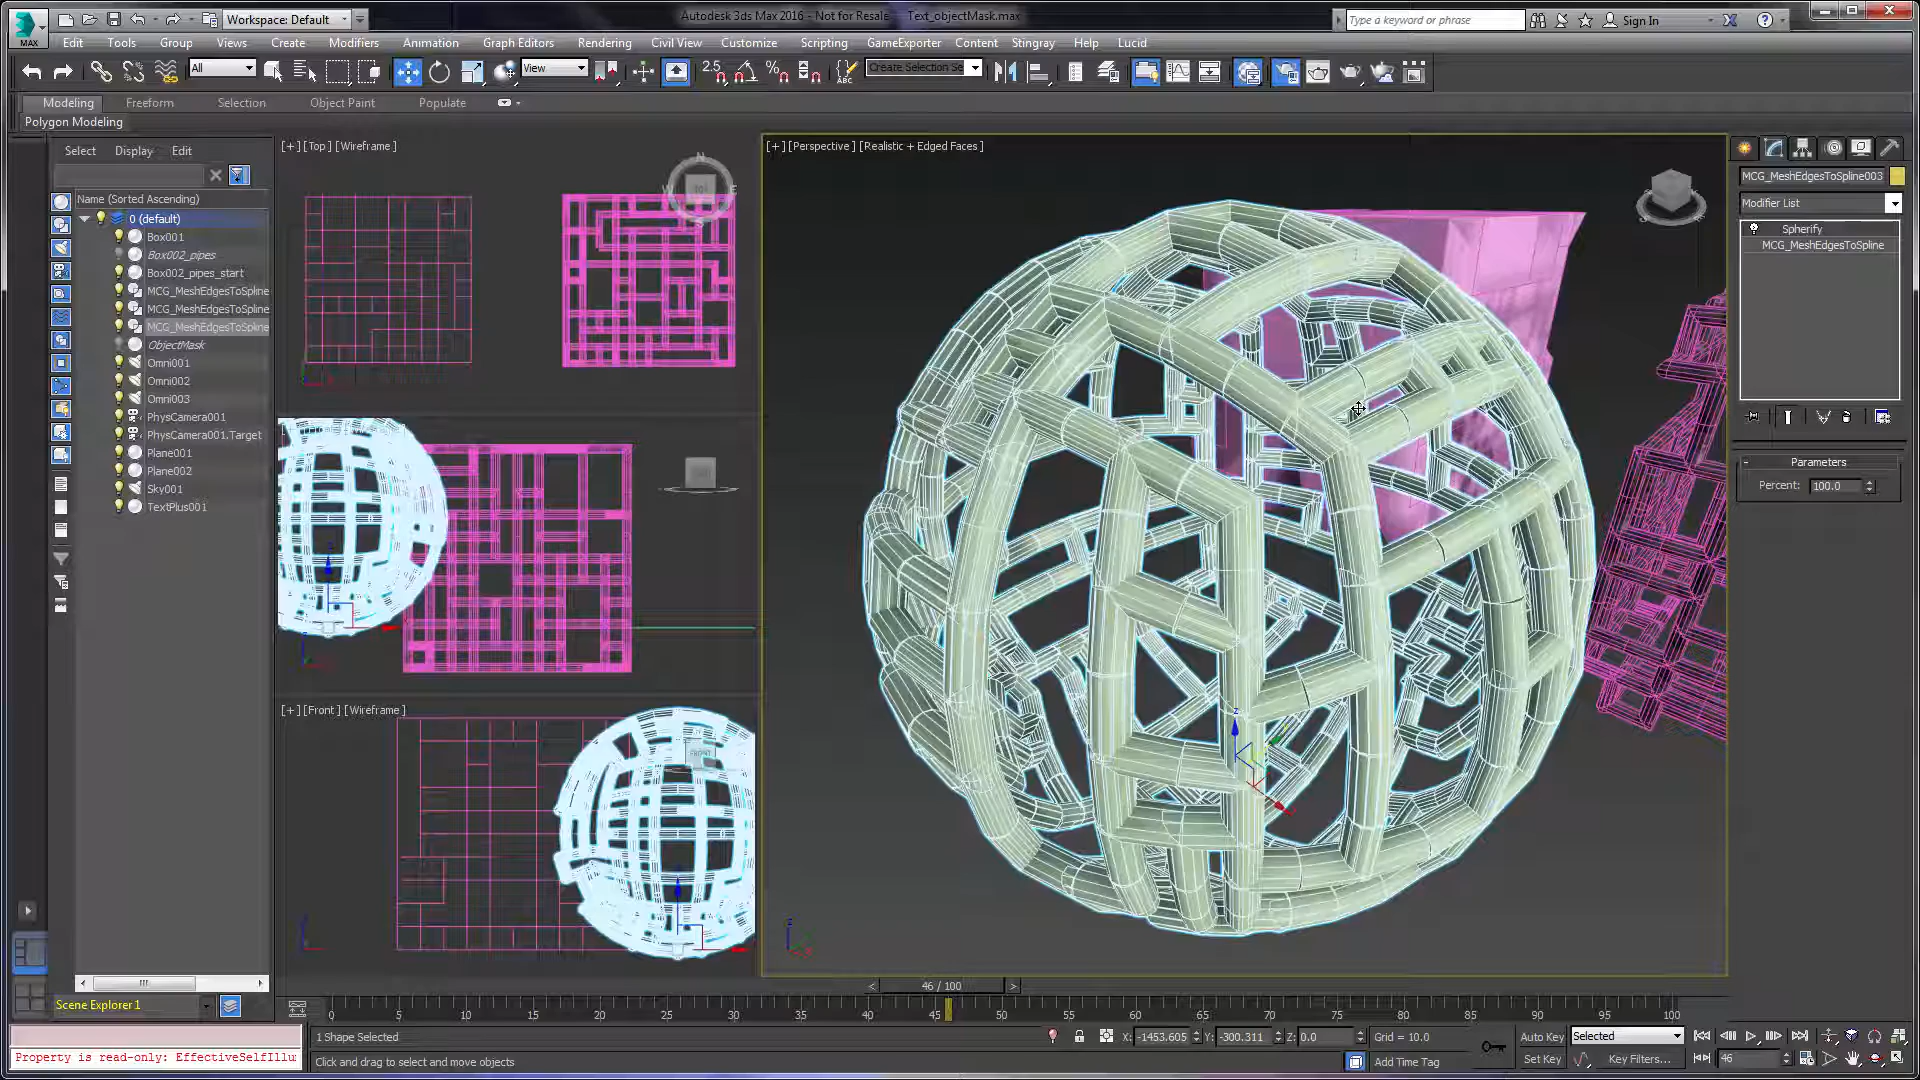 Workspace: Default
Autodesk 3ds Max 2016 - Not for Resale Text_objectMask.max
Type a keyword or phrase
Sign In
MAX
Edit Tools Group Views Create Modifiers Animation Graph Editors Rendering Civil View Customize Scripting GameExporter Content Stingray Help Lucid
All
View
2.5
Create Selection Se
Modeling Freeform Selection Object Paint Populate
Polygon Modeling
Select Display Edit
Name (Sorted Ascending)
0 (default)
Box001
Box002_pipes
Box002_pipes_start
MCG_MeshEdgesToSpline
MCG_MeshEdgesToSpline
MCG_MeshEdgesToSpline
ObjectMask
Omni001
Omni002
Omni003
PhysCamera001
PhysCamera001.Target
Plane001
Plane002
Sky001
TextPlus001
Scene Explorer 1
[+] [Top] [Wireframe]
[+] [Front] [Wireframe]
FRONT
[+] [Perspective] [Realistic + Edged Faces]
MCG_MeshEdgesToSpline003
Modifier List
Spherify
MCG_MeshEdgesToSpline
Parameters
Percent: 100.0
46 / 100
0 5 10 15 20 25 30 35 40 45 50 55 60 65 70 75 80 85 90 95 100
Property is read-only: EffectiveSelfIllu
1 Shape Selected
Click and drag to select and move objects
X: -1453.605 Y: -300.311 Z: 0.0
Grid = 10.0
Add Time Tag
Auto Key Selected
Set Key Key Filters...
46